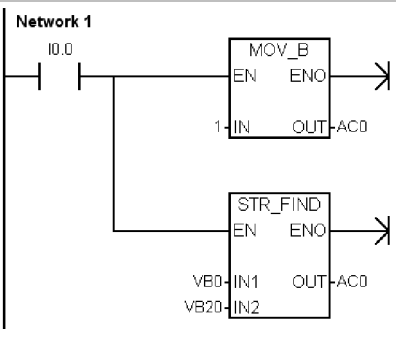 Network 1
I0.0
MOV_B
EN ENO
1 IN OUT AC0
STR_FIND
EN ENO
VB0 IN1 OUT AC0
VB20 IN2